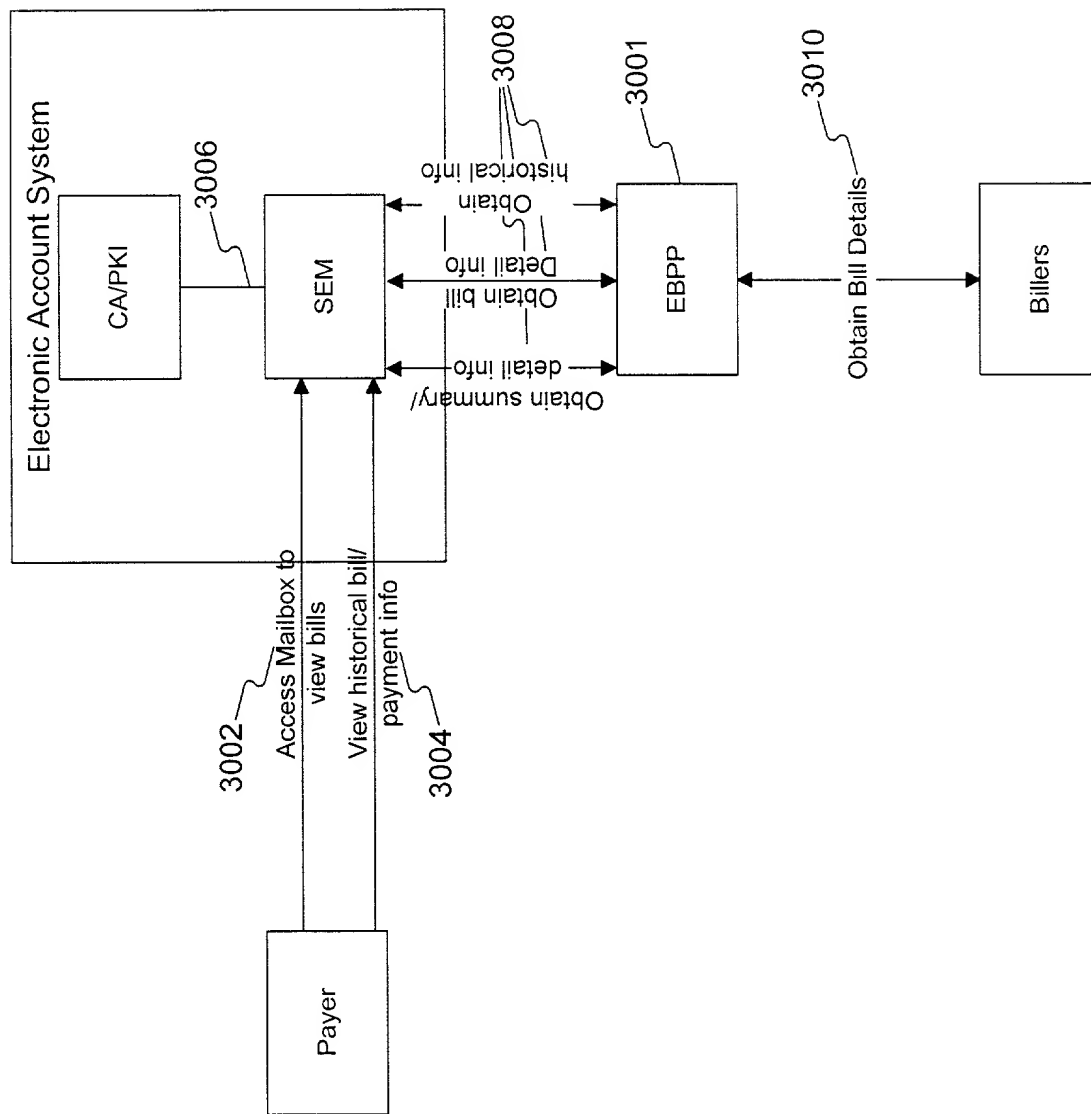 Electronic Account System
CA/PKI
3006
SEM
3002
Access Mailbox to
view bills
View historical bill/
payment info
3004
Payer
Obtain summary/
detail info
Obtain bill
Detail info
Obtain
historical info
3008
EBPP
3001
Obtain Bill Details
3010
Billers